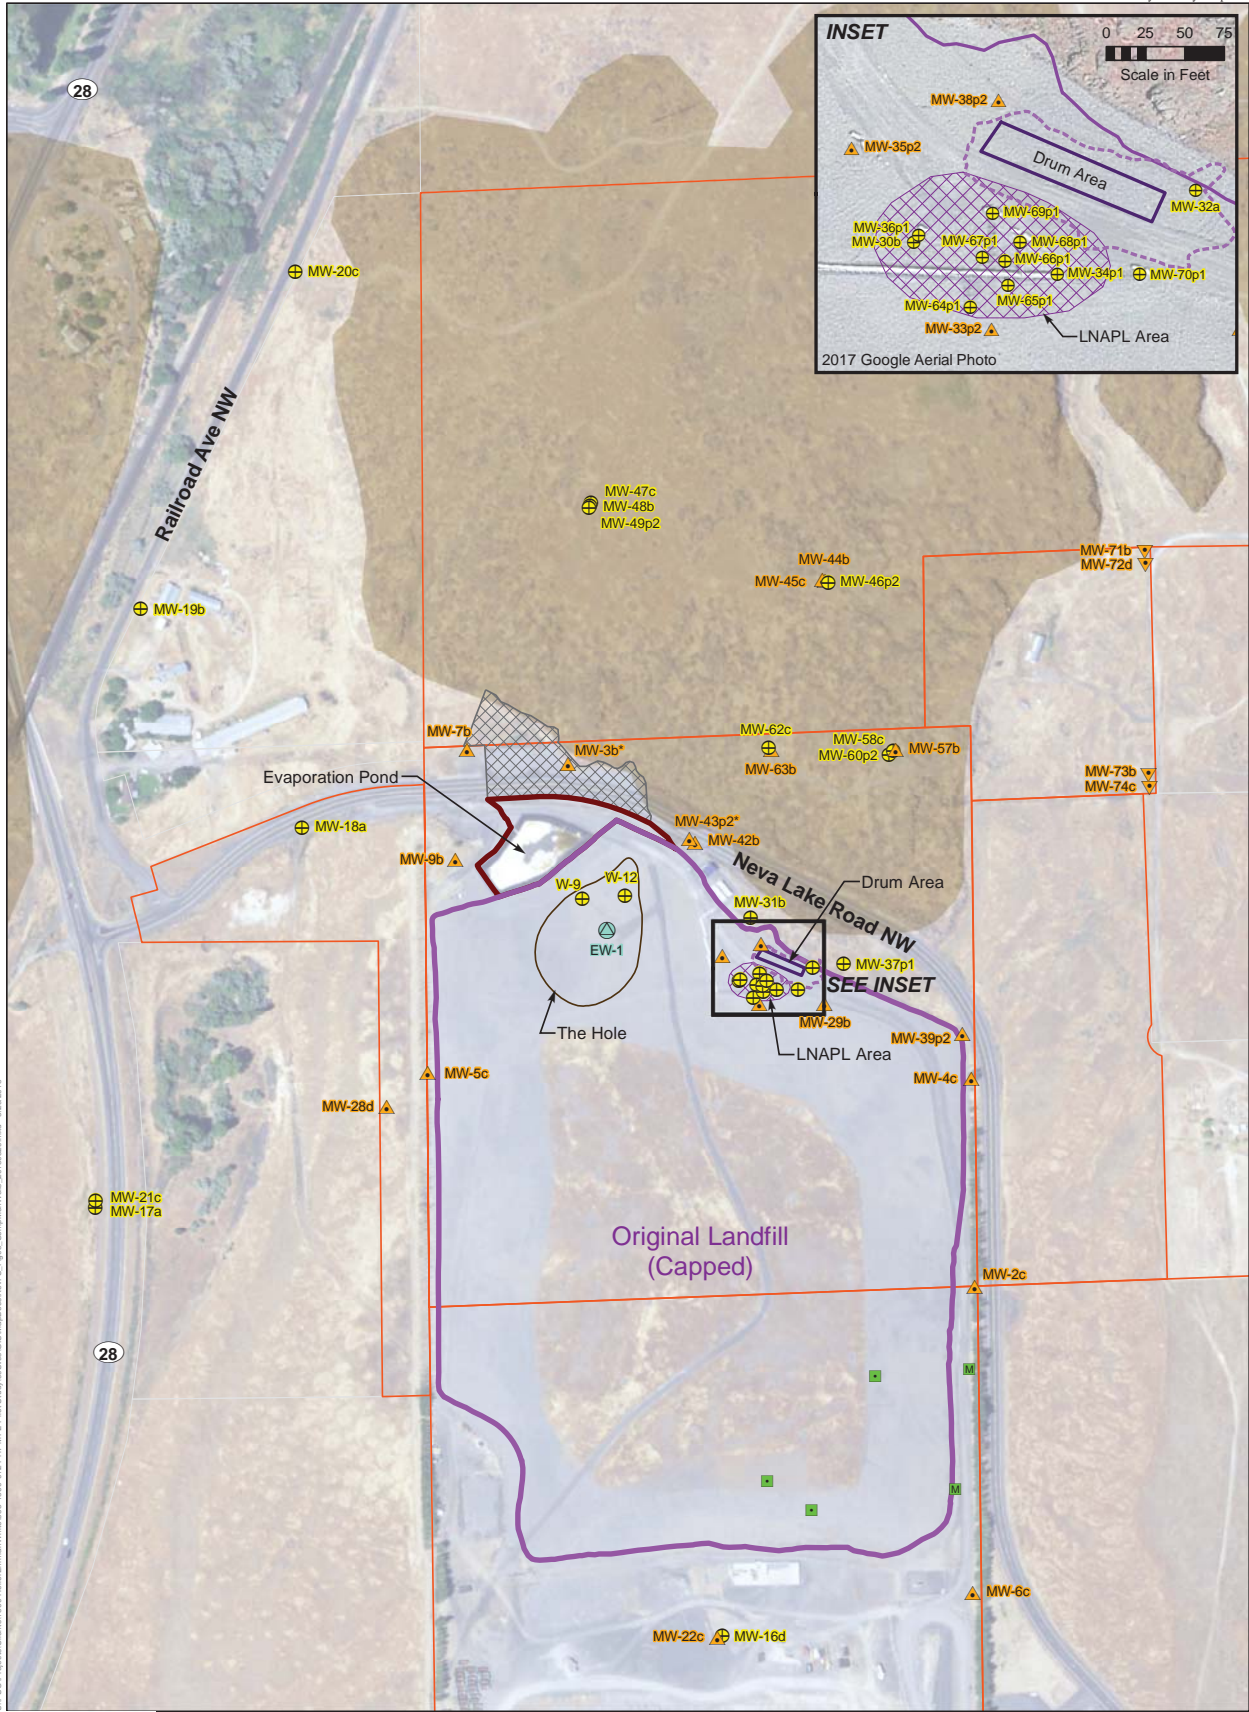 INSET
0 25 50 75
Scale in Feet
MW-38p2
MW-35p2
Drum Area
MW-32a
MW-69p1
MW-36p1
MW-30b
MW-67p1
MW-68p1
MW-66p1
MW-34p1
MW-70p1
MW-65p1
MW-64p1
MW-33p2
LNAPL Area
2017 Google Aerial Photo
28
MW-20c
Railroad Ave NW
MW-47c
MW-48b
MW-49p2
MW-44b
MW-45c
MW-46p2
MW-71b
MW-72d
MW-19b
MW-7b
MW-3b*
MW-62c
MW-63b
MW-58c
MW-60p2
MW-57b
MW-73b
MW-74c
Evaporation Pond
MW-18a
MW-43p2*
MW-42b
MW-9b
Neva Lake Road NW
W-9
W-12
Drum Area
MW-31b
EW-1
MW-37p1
SEE INSET
MW-29b
The Hole
LNAPL Area
MW-39p2
MW-5c
MW-4c
MW-28d
MW-21c
MW-17a
Original Landfill
(Capped)
MW-2c
28
M
M
MW-6c
MW-22c
MW-16d